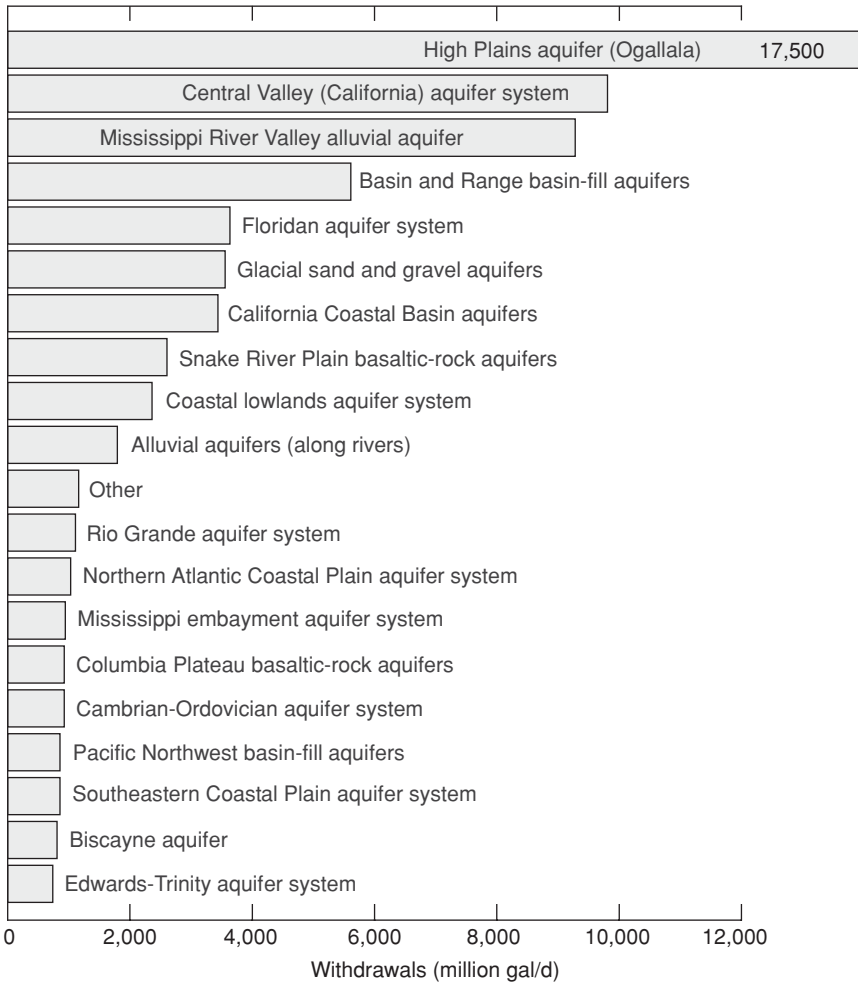 High Plains aquifer (Ogallala) 17,500
Central Valley (California) aquifer system
Mississippi River Valley alluvial aquifer
Basin and Range basin-fill aquifers
Floridan aquifer system
Glacial sand and gravel aquifers
California Coastal Basin aquifers
Snake River Plain basaltic-rock aquifers
Coastal lowlands aquifer system
Alluvial aquifers (along rivers)
Other
Rio Grande aquifer system
Northern Atlantic Coastal Plain aquifer system
Mississippi embayment aquifer system
Columbia Plateau basaltic-rock aquifers
Cambrian-Ordovician aquifer system
Pacific Northwest basin-fill aquifers
Southeastern Coastal Plain aquifer system
Biscayne aquifer
Edwards-Trinity aquifer system
0 2,000 4,000 6,000 8,000 10,000 12,000
Withdrawals (million gal/d)